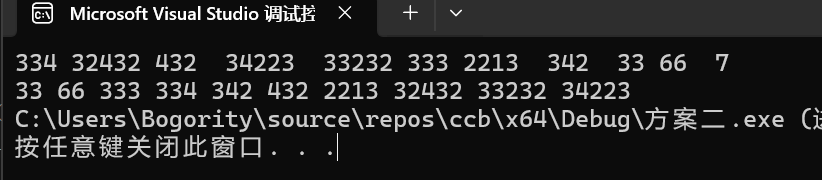 Microsoft Visual Studio 调试控
334 32432 432  34223  33232 333 2213  342  33 66  7
33 66 333 334 342 432 2213 32432 33232 34223
C:\Users\Bogority\source\repos\ccb\x64\Debug\方案二.exe (
按任意键关闭此窗口. . .